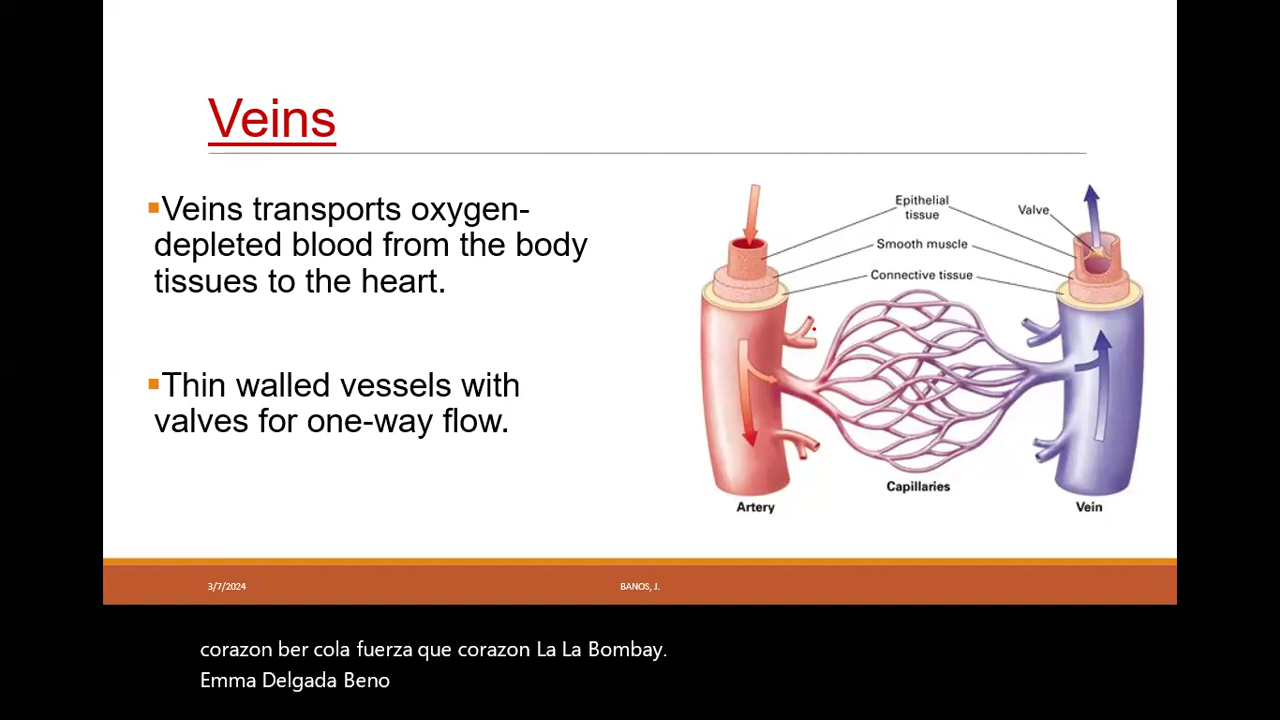 Veins
▪Veins transports oxygen-
depleted blood from the body
tissues to the heart.
▪Thin walled vessels with
valves for one-way flow.
Epithelial
tissue
Valve
Smooth muscle
Connective tissue
Capillaries
Artery
Vein
3/7/2024
BANOS, J.
corazon ber cola fuerza que corazon La La Bombay.
Emma Delgada Beno